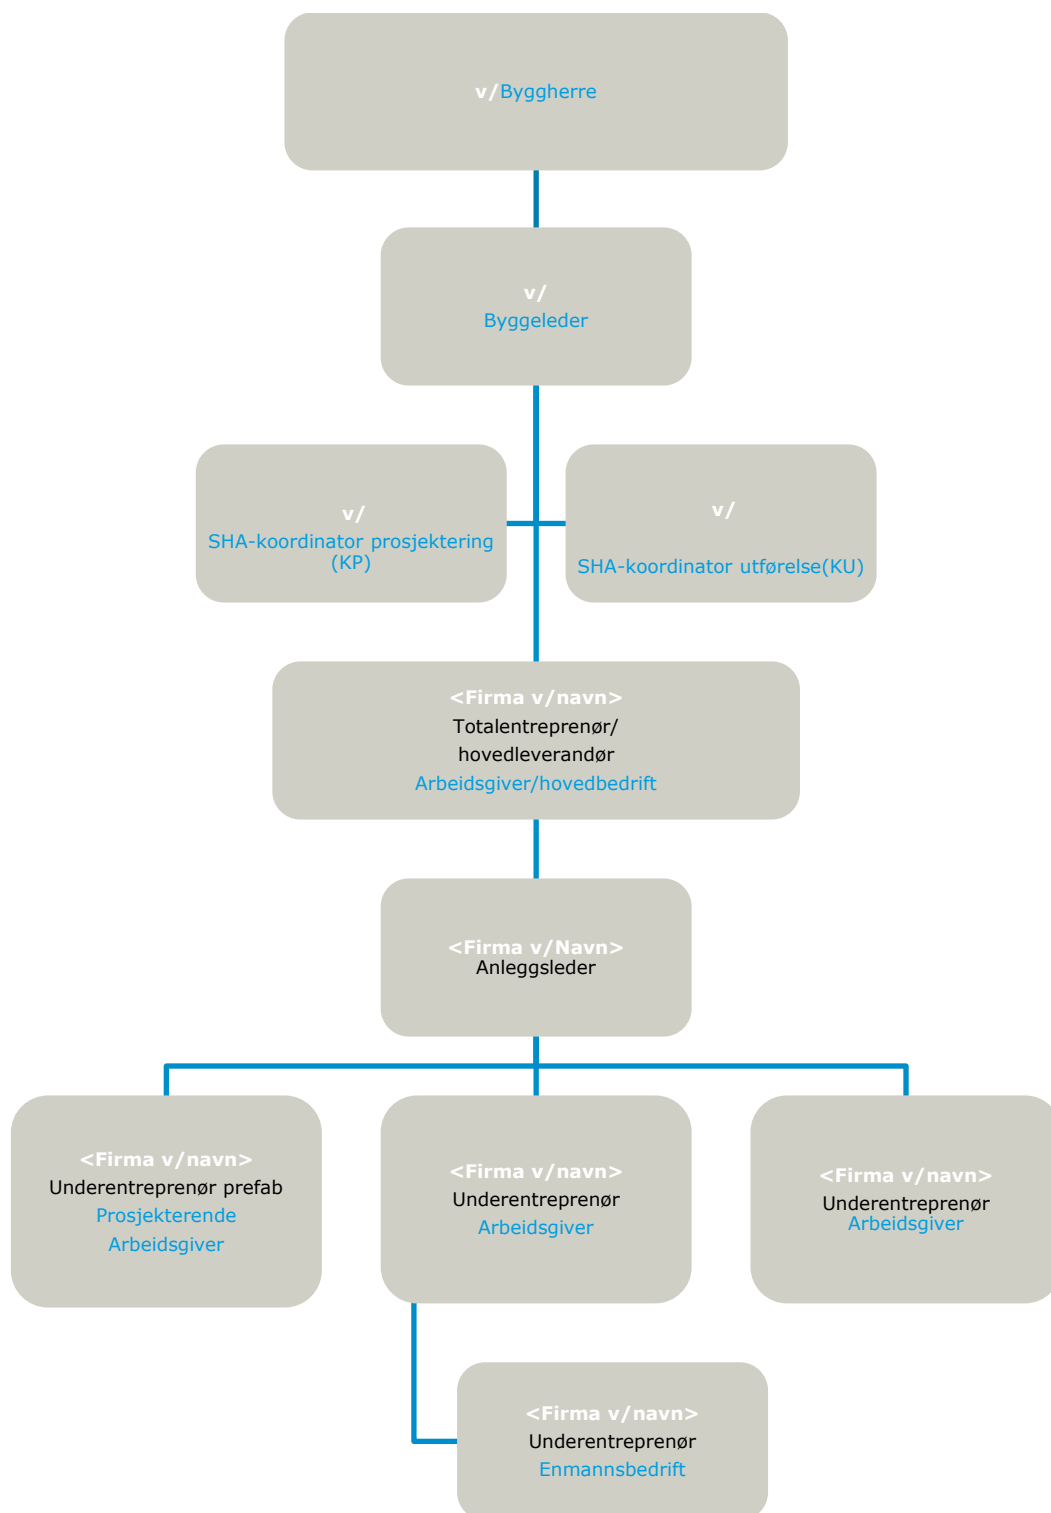 v/Byggherre
v/
Byggeleder
v/
SHA-koordinator prosjektering
(KP)
v/
SHA-koordinator utførelse(KU)
<Firma v/navn>
Totalentreprenør/
hovedleverandør
Arbeidsgiver/hovedbedrift
<Firma v/Navn>
Anleggsleder
<Firma v/navn>
Underentreprenør prefab
Prosjekterende
Arbeidsgiver
<Firma v/navn>
Underentreprenør
Arbeidsgiver
<Firma v/navn>
Underentreprenør
Arbeidsgiver
<Firma v/navn>
Underentreprenør
Enmannsbedrift